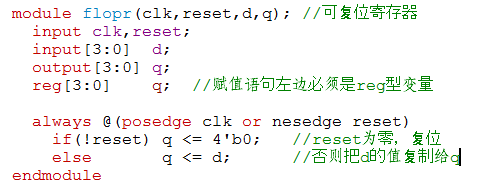 module flopr(clk,reset,d,q); //可复位寄存器
input clk,reset;
input[3:0] d;
output[3:0] q;
reg[3:0] q; //赋值语句左边必须是reg型变量
always @(posedge clk or nesedge reset)
if(!reset) q <= 4'b0; //reset为零，复位
else q <= d; //否则把d的值复制给q
endmodule